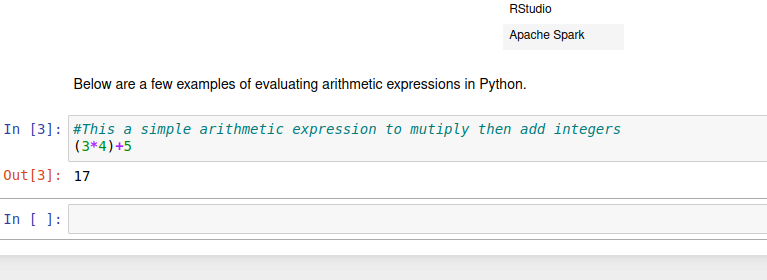 RStudio
Apache Spark
Below are a few examples of evaluating arithmetic expressions in Python.
In [3]: #This a simple arithmetic expression to mutiply then add integers
(3*4)+5
Out[3]: 17
In [ ]: